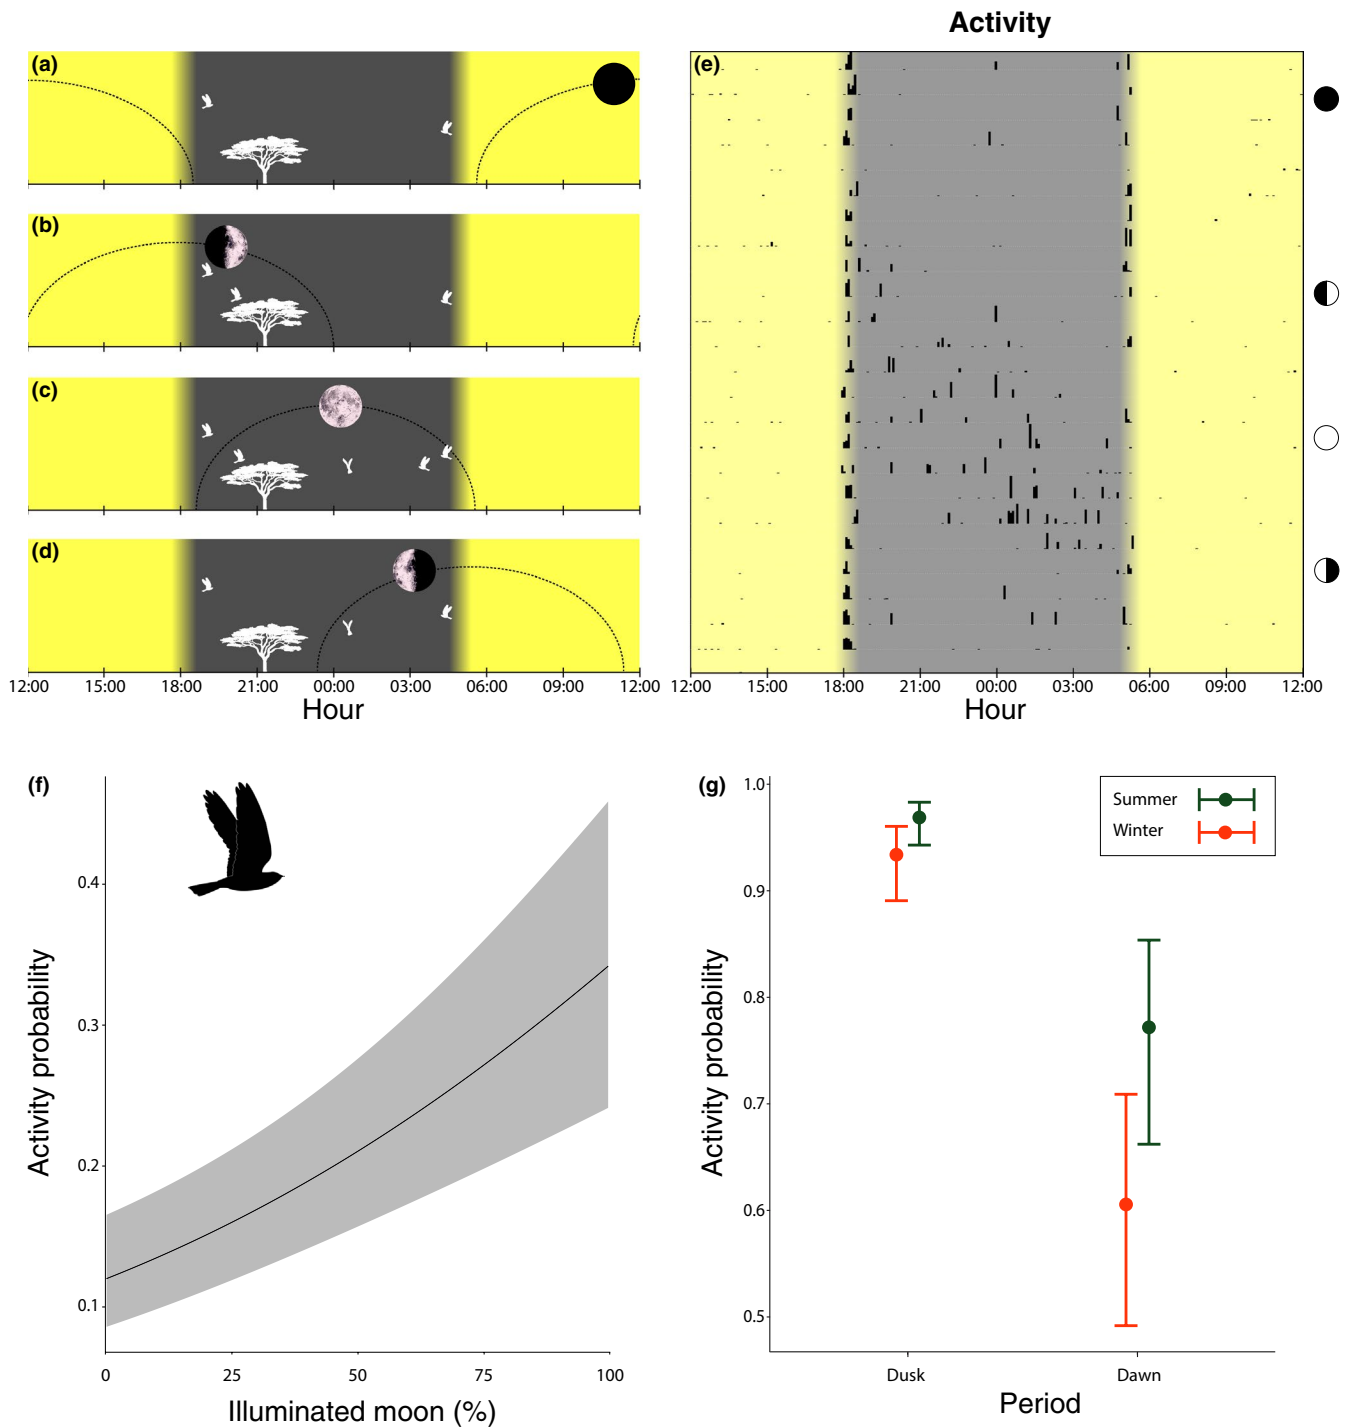 Activity
(a)
(b)
(c)
(d)
12:00 15:00 18:00 21:00 00:00 03:00 06:00 09:00 12:00
Hour
(e)
12:00 15:00 18:00 21:00 00:00 03:00 06:00 09:00 12:00
Hour
(f)
0.4
0.3
0.2
0.1
Activity probability
0 25 50 75 100
Illuminated moon (%)
(g)
1.0
0.9
0.8
0.7
0.6
0.5
Activity probability
Summer
Winter
Dusk Dawn
Period